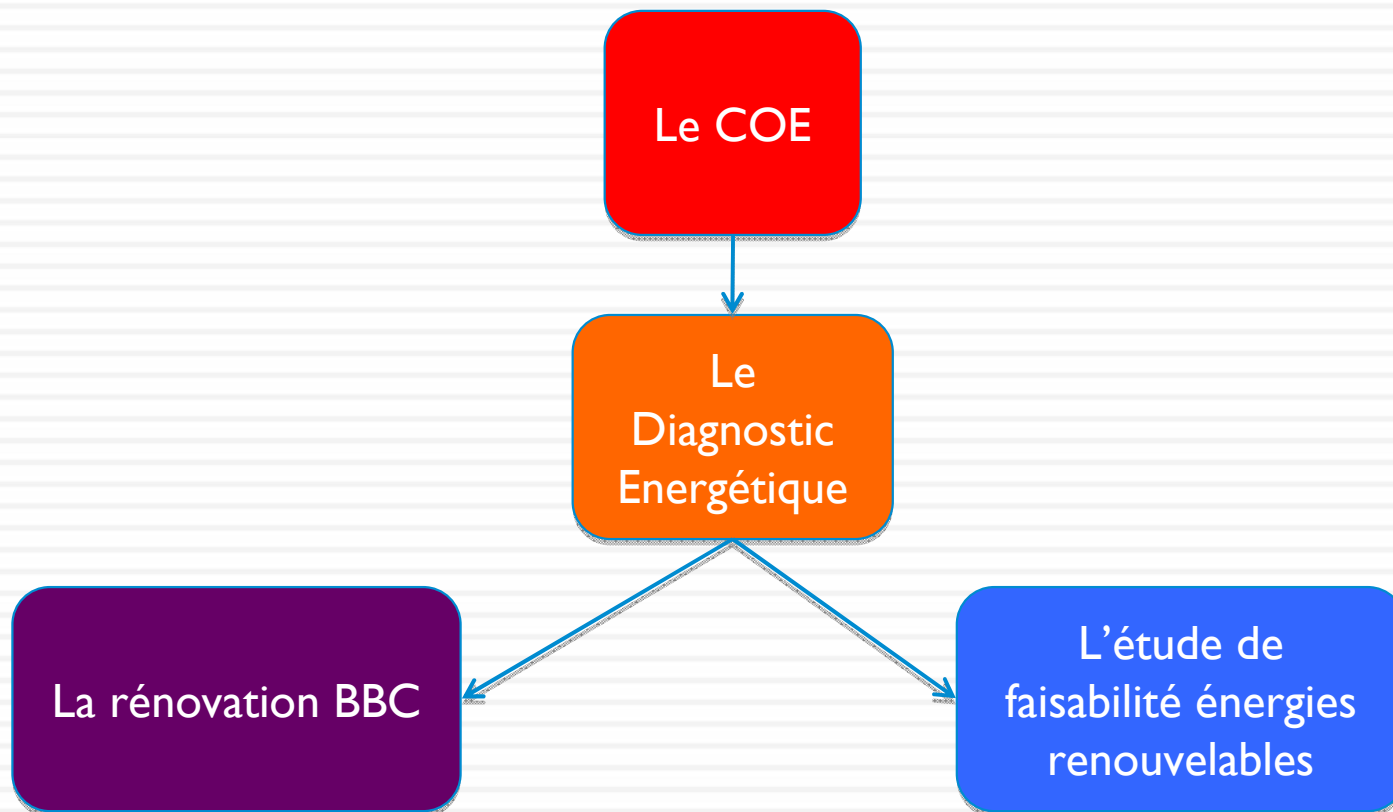 Le COE
Le
Diagnostic
Energétique
La rénovation BBC
L’étude de
faisabilité énergies
renouvelables